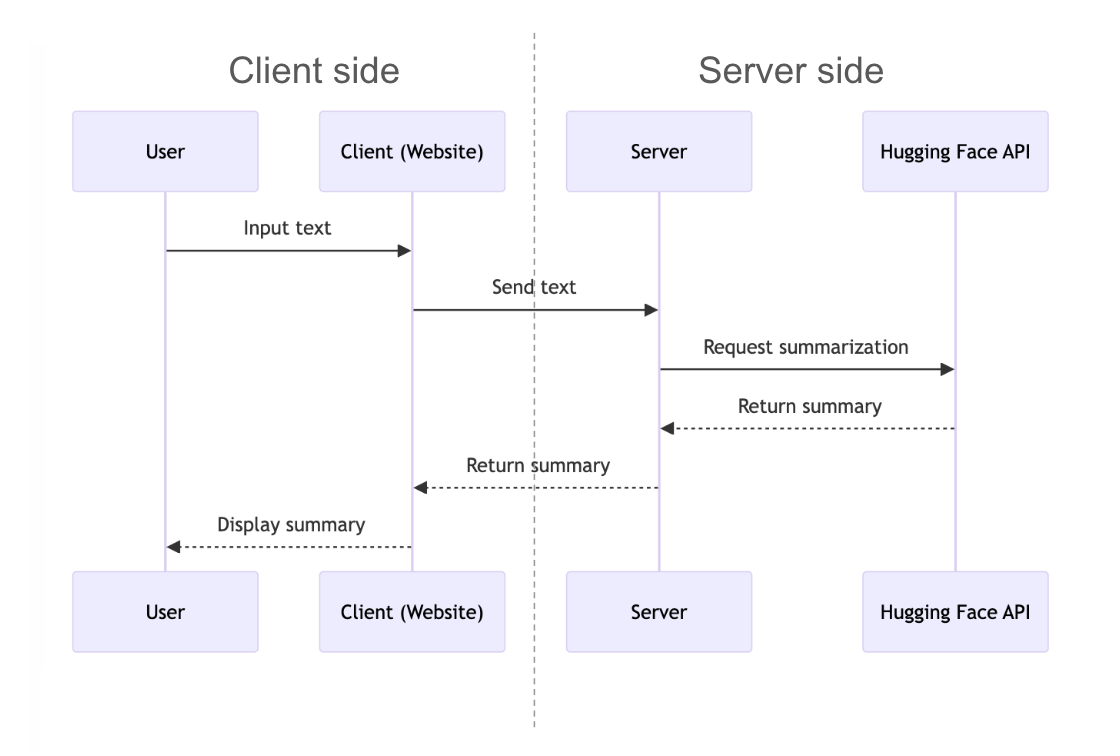 Client side
Server side
User
Client (Website)
Server
Hugging Face API
Input text
Send text
Request summarization
Return summary
Return summary
Display summary
User
Client (Website)
Server
Hugging Face API